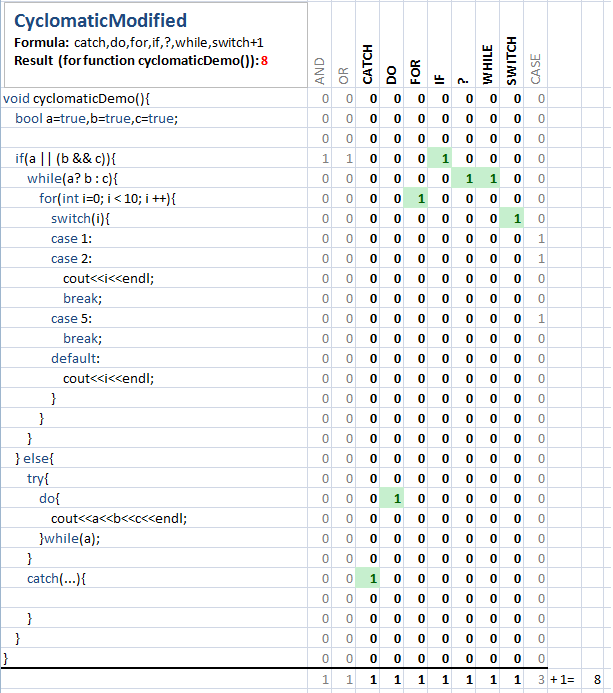 CyclomaticModified
Formula: catch,do,for,if,?,while,switch+1
Result (for function cyclomaticDemo()): 8
AND OR CATCH DO FOR IF ? WHILE SWITCH CASE
void cyclomaticDemo(){ 0 0 0 0 0 0 0 0 0 0
bool a=true,b=true,c=true; 0 0 0 0 0 0 0 0 0 0
0 0 0 0 0 0 0 0 0 0
if(a || (b && c)){ 1 1 0 0 0 1 0 0 0 0
while(a? b : c){ 0 0 0 0 0 0 1 1 0 0
for(int i=0; i < 10; i ++){ 0 0 0 0 1 0 0 0 0 0
switch(i){ 0 0 0 0 0 0 0 0 1 0
case 1: 0 0 0 0 0 0 0 0 0 1
case 2: 0 0 0 0 0 0 0 0 0 1
cout<<i<<endl; 0 0 0 0 0 0 0 0 0 0
break; 0 0 0 0 0 0 0 0 0 0
case 5: 0 0 0 0 0 0 0 0 0 1
break; 0 0 0 0 0 0 0 0 0 0
default: 0 0 0 0 0 0 0 0 0 0
cout<<i<<endl; 0 0 0 0 0 0 0 0 0 0
} 0 0 0 0 0 0 0 0 0 0
} 0 0 0 0 0 0 0 0 0 0
} 0 0 0 0 0 0 0 0 0 0
} else{ 0 0 0 0 0 0 0 0 0 0
try{ 0 0 0 0 0 0 0 0 0 0
do{ 0 0 0 1 0 0 0 0 0 0
cout<<a<<b<<c<<endl; 0 0 0 0 0 0 0 0 0 0
}while(a); 0 0 0 0 0 0 0 0 0 0
} 0 0 0 0 0 0 0 0 0 0
catch(...){ 0 0 1 0 0 0 0 0 0 0
0 0 0 0 0 0 0 0 0 0
} 0 0 0 0 0 0 0 0 0 0
} 0 0 0 0 0 0 0 0 0 0
} 0 0 0 0 0 0 0 0 0 0
1 1 1 1 1 1 1 1 1 3 +1= 8